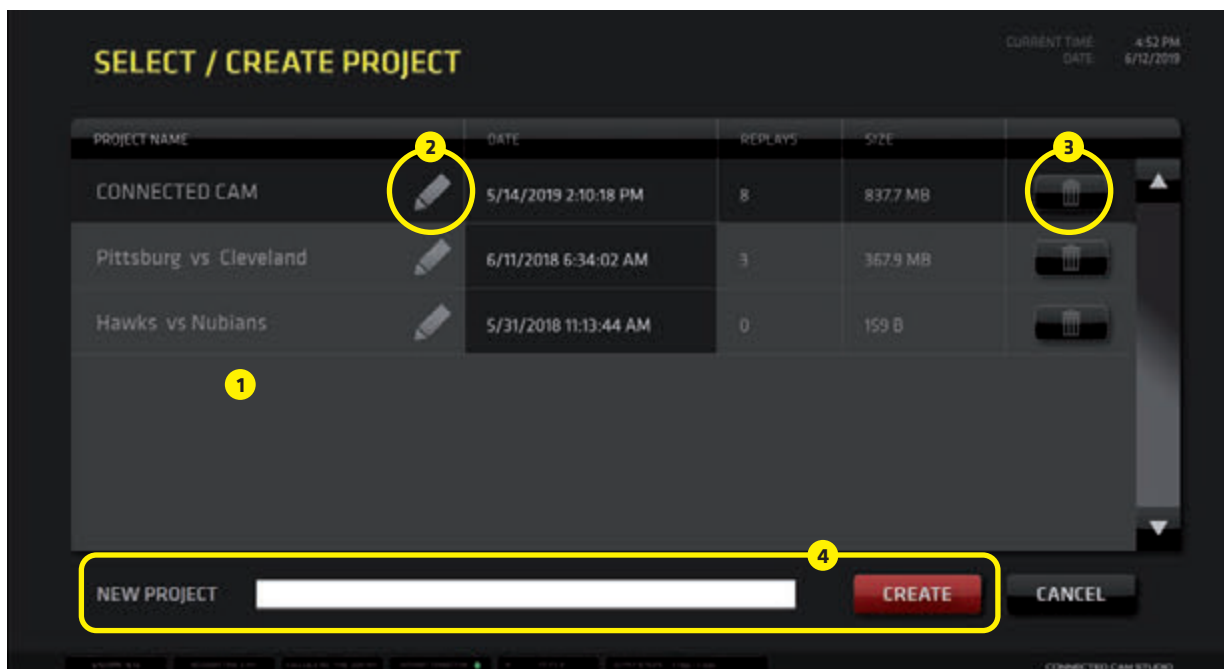 SELECT / CREATE PROJECT
CURRENT TIME: 4:52 PM
DATE: 6/12/2019
PROJECT NAME 2 DATE REPLAYS SIZE 3
CONNECTED CAM 5/14/2019 2:10:18 PM 8 837.7 MB
Pittsburg vs Cleveland 6/11/2018 6:34:02 AM 3 367.9 MB
Hawks vs Nubians 5/31/2018 11:13:44 AM 0 159 B
1
4
NEW PROJECT CREATE CANCEL
CONNECTED CAM STUDIO